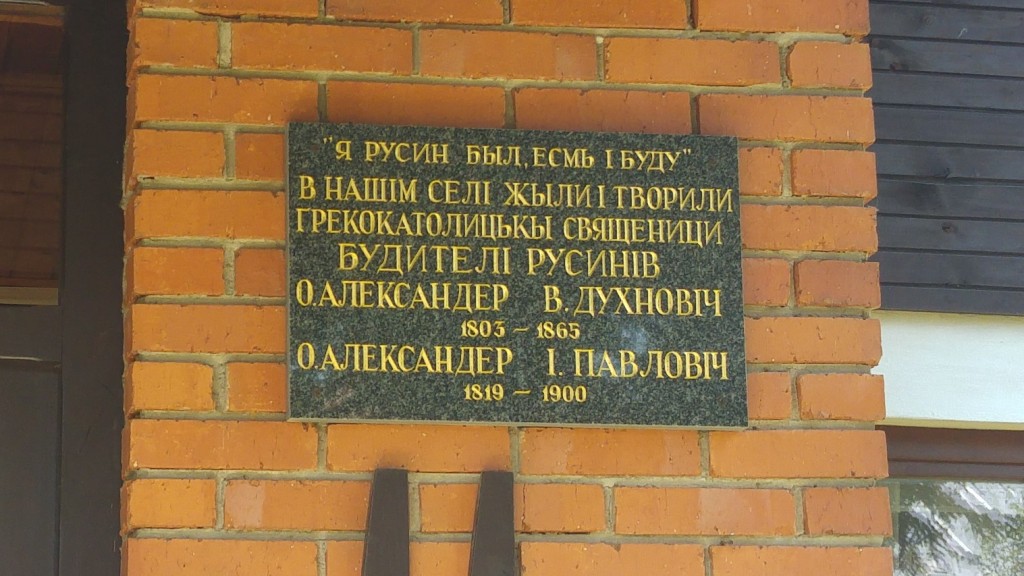 "Я РУСИН БЫЛ, ЕСМЬ І БУДУ"
В НАШІМ СЕЛІ ЖЫЛИ І ТВОРИЛИ
ГРЕКОКАТОЛИЦЬКЫ СВЯЩЕНИЦИ
БУДИТЕЛІ РУСИНІВ
О.АЛЕКСАНДЕР В. ДУХНОВІЧ
1803 – 1865
О.АЛЕКСАНДЕР І. ПАВЛОВІЧ
1819 – 1900